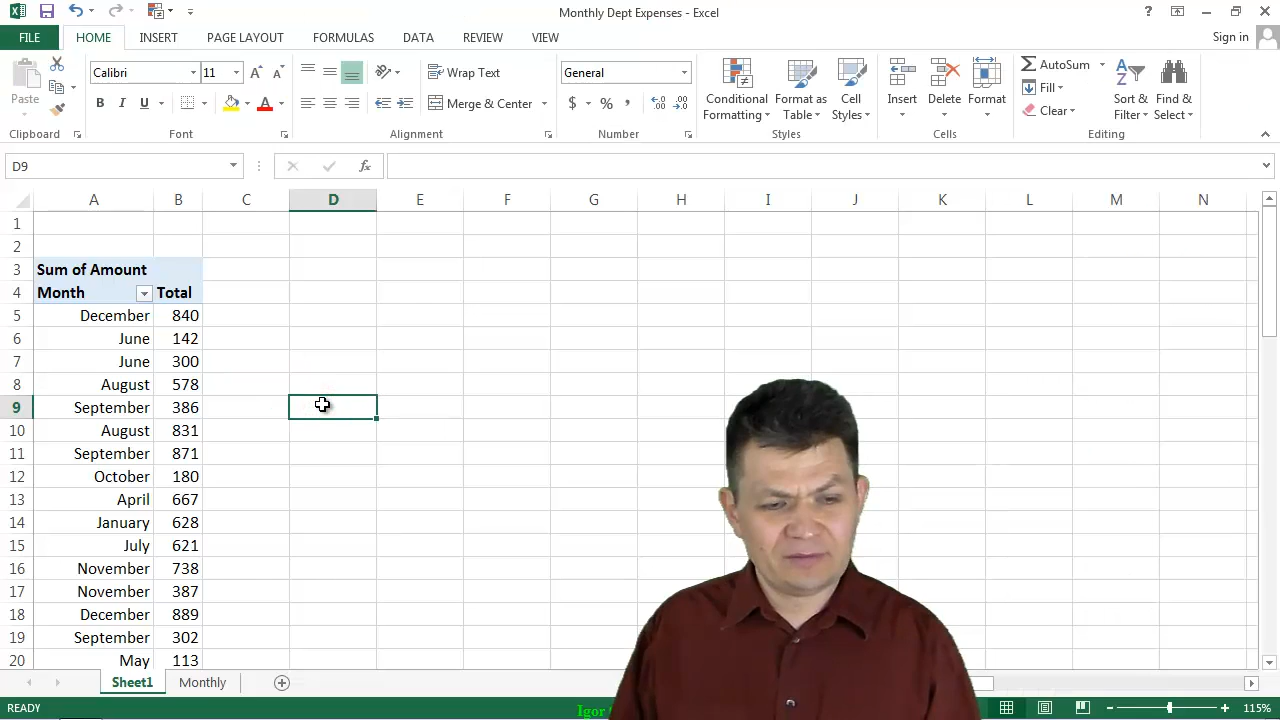 Monthly Dept Expenses - Excel
FILE HOME INSERT PAGE LAYOUT FORMULAS DATA REVIEW VIEW Sign in
Paste
Clipboard
Calibri 11
B I U A
Font
Wrap Text
Merge & Center
Alignment
General
$ % ,
Number
Conditional Formatting
Format as Table
Cell Styles
Styles
Insert Delete Format
Cells
AutoSum
Fill
Clear
Sort & Filter
Find & Select
Editing
D9 fx
A B C D E F G H I J K L M N
1
2
3 Sum of Amount
4 Month Total
5 December 840
6 June 142
7 June 300
8 August 578
9 September 386
10 August 831
11 September 871
12 October 180
13 April 667
14 January 628
15 July 621
16 November 738
17 November 387
18 December 889
19 September 302
20 May 113
Sheet1 Monthly
READY Igor 115%